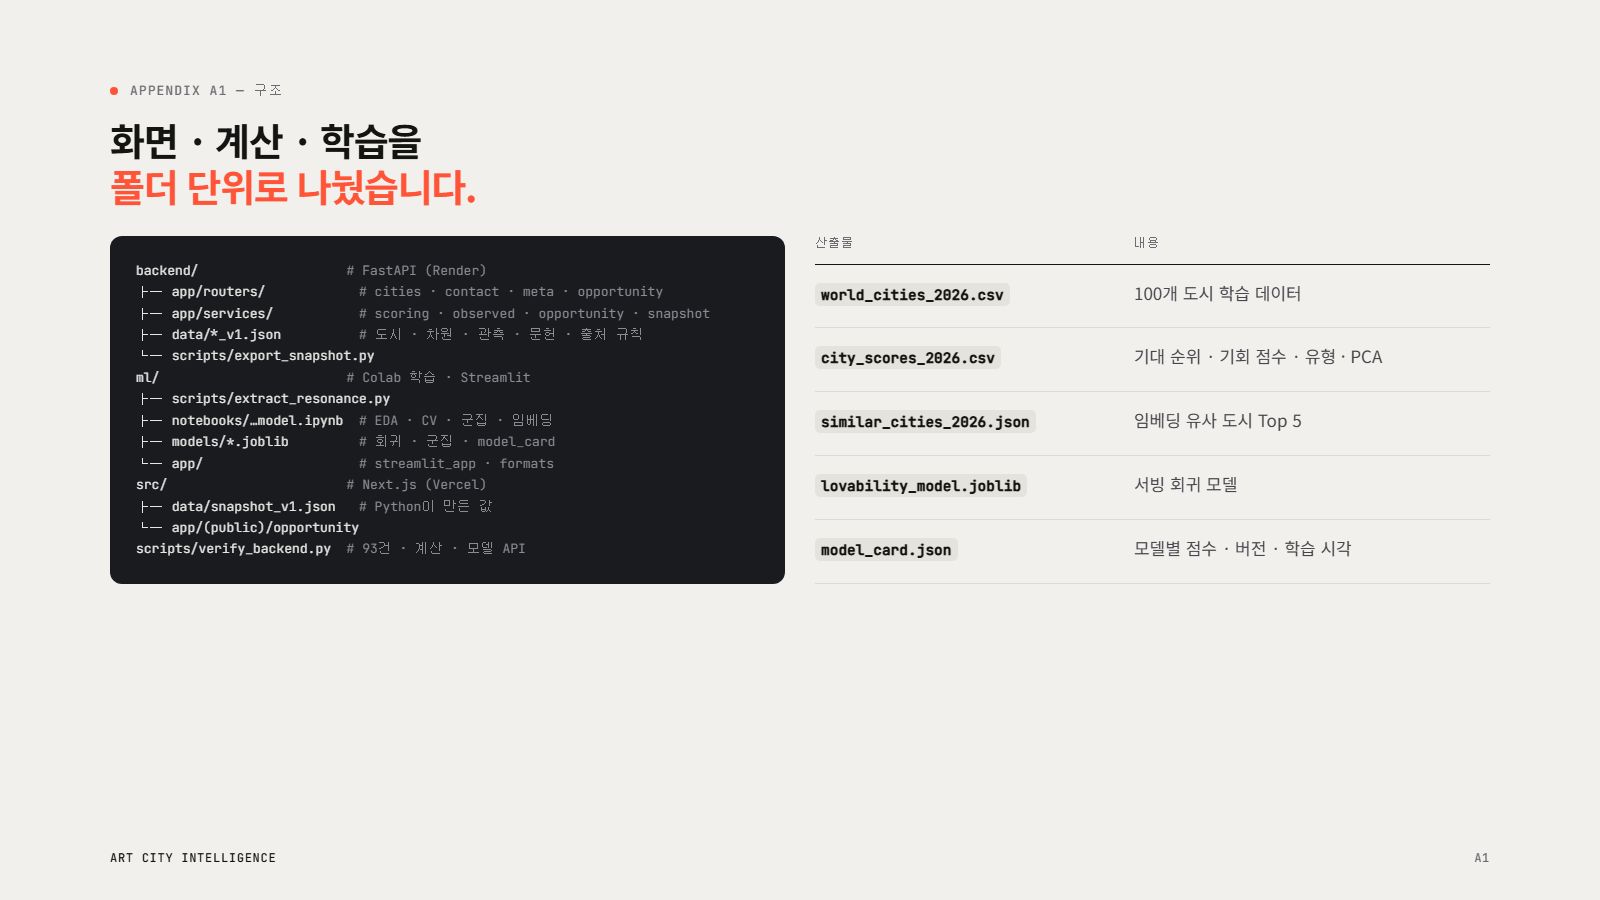 APPENDIX A1 — 구조
화면 · 계산 · 학습을
폴더 단위로 나눴습니다.
backend/ # FastAPI (Render)
├─ app/routers/ # cities · contact · meta · opportunity
├─ app/services/ # scoring · observed · opportunity · snapshot
├─ data/*_v1.json # 도시 · 차원 · 관측 · 문헌 · 출처 규칙
└─ scripts/export_snapshot.py
ml/ # Colab 학습 · Streamlit
├─ scripts/extract_resonance.py
├─ notebooks/…model.ipynb # EDA · CV · 군집 · 임베딩
├─ models/*.joblib # 회귀 · 군집 · model_card
└─ app/ # streamlit_app · formats
src/ # Next.js (Vercel)
├─ data/snapshot_v1.json # Python이 만든 값
└─ app/(public)/opportunity
scripts/verify_backend.py # 93건 · 계산 · 모델 API
산출물 내용
world_cities_2026.csv 100개 도시 학습 데이터
city_scores_2026.csv 기대 순위 · 기회 점수 · 유형 · PCA
similar_cities_2026.json 임베딩 유사 도시 Top 5
lovability_model.joblib 서빙 회귀 모델
model_card.json 모델별 점수 · 버전 · 학습 시각
ART CITY INTELLIGENCE
A1